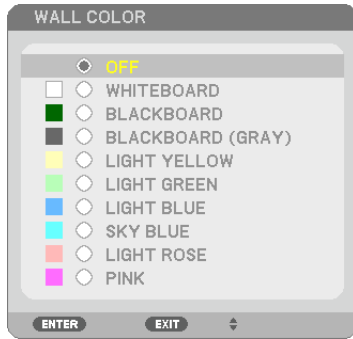 WALL COLOR
OFF
WHITEBOARD
BLACKBOARD
BLACKBOARD (GRAY)
LIGHT YELLOW
LIGHT GREEN
LIGHT BLUE
SKY BLUE
LIGHT ROSE
PINK
ENTER EXIT